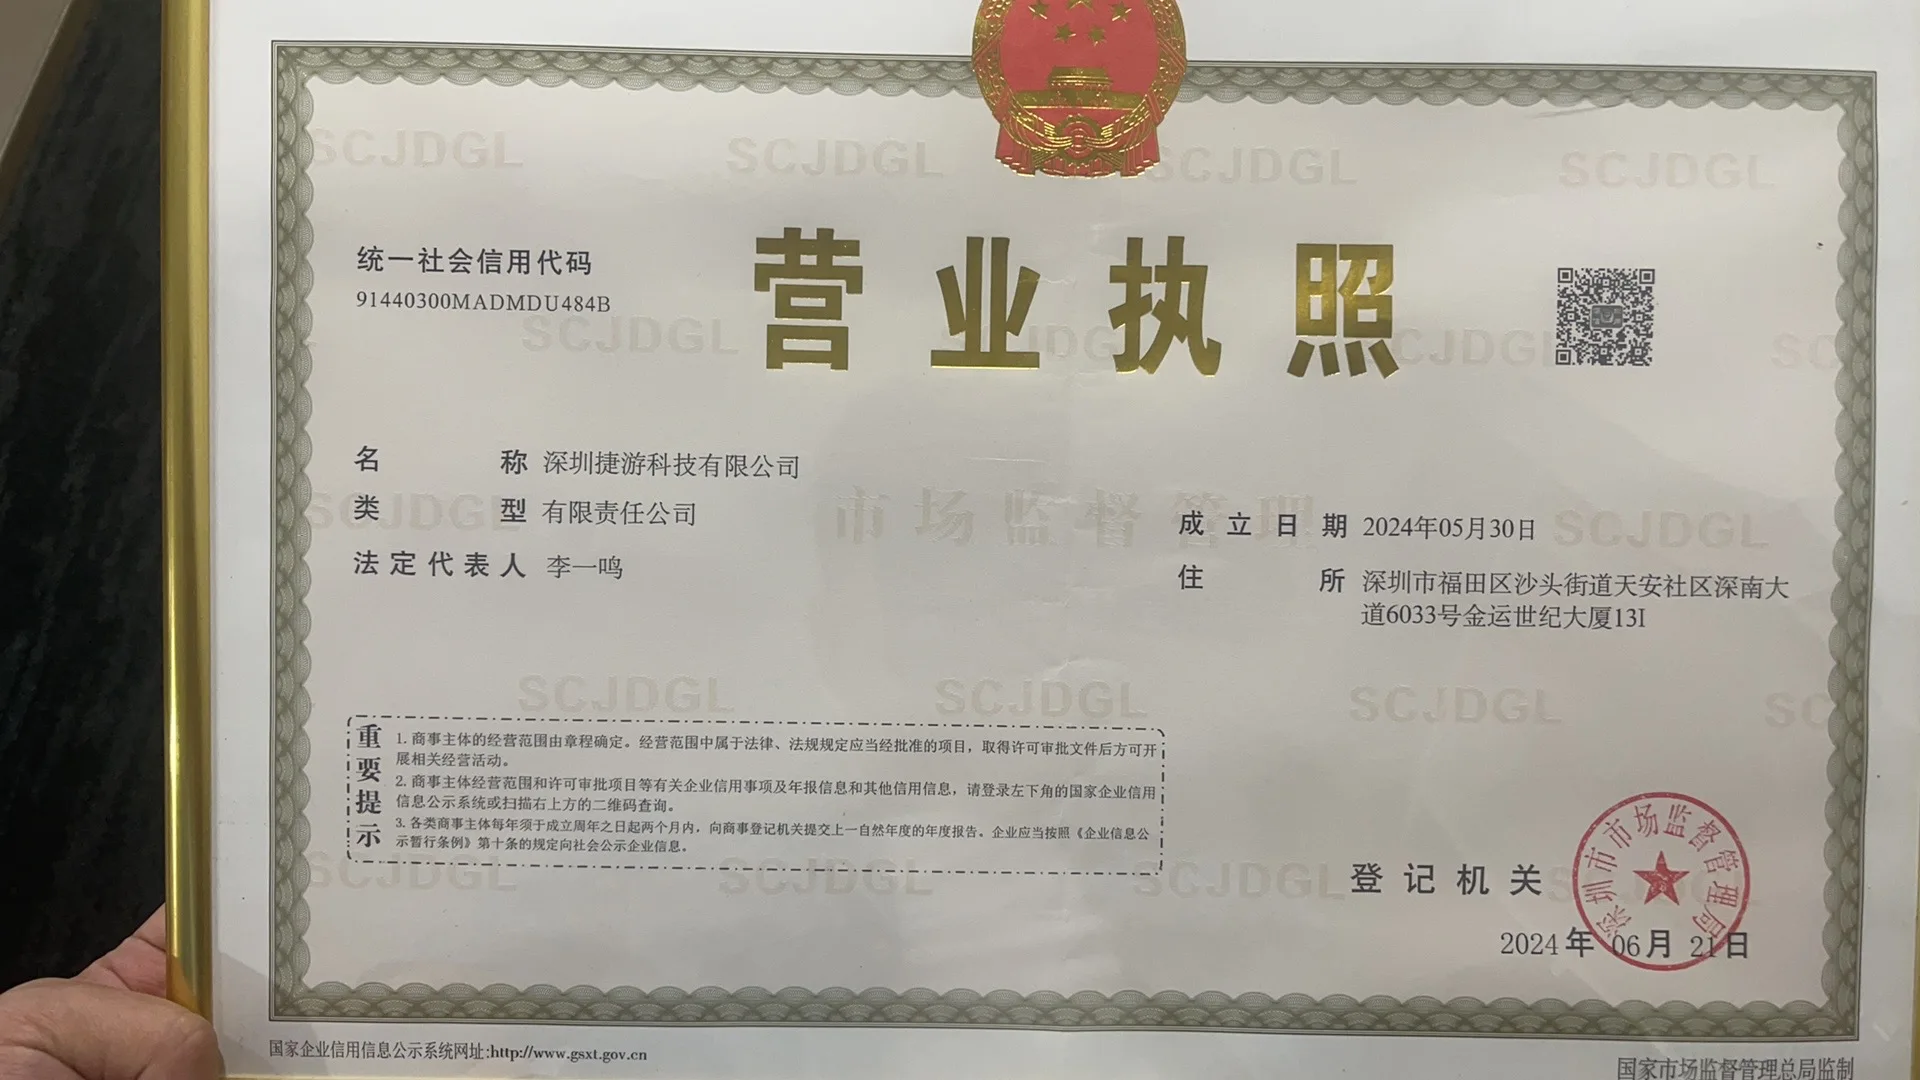 营业执照
统一社会信用代码
91440300MADMDU484B
名称 深圳捷游科技有限公司
类型 有限责任公司
法定代表人 李一鸣
成立日期 2024年05月30日
住所 深圳市福田区沙头街道天安社区深南大
道6033号金运世纪大厦13I
重要提示
1. 商事主体的经营范围由章程确定。经营范围中属于法律、法规规定应当经批准的项目，取得许可审批文件后方可开
展相关经营活动。
2. 商事主体经营范围和许可审批项目等有关企业信用事项及年报信息和其他信用信息，请登录左下角的国家企业信用
信息公示系统或扫描右上方的二维码查询。
3. 各类商事主体每年须于成立周年之日起两个月内，向商事登记机关提交上一自然年度的年度报告。企业应当按照《企业信息公
示暂行条例》第十条的规定向社会公示企业信息。
登记机关
深圳市市场监督管理局
2024年06月21日
国家企业信用信息公示系统网址:http://www.gsxt.gov.cn
国家市场监督管理总局监制
SCJDGL
市场监督管理